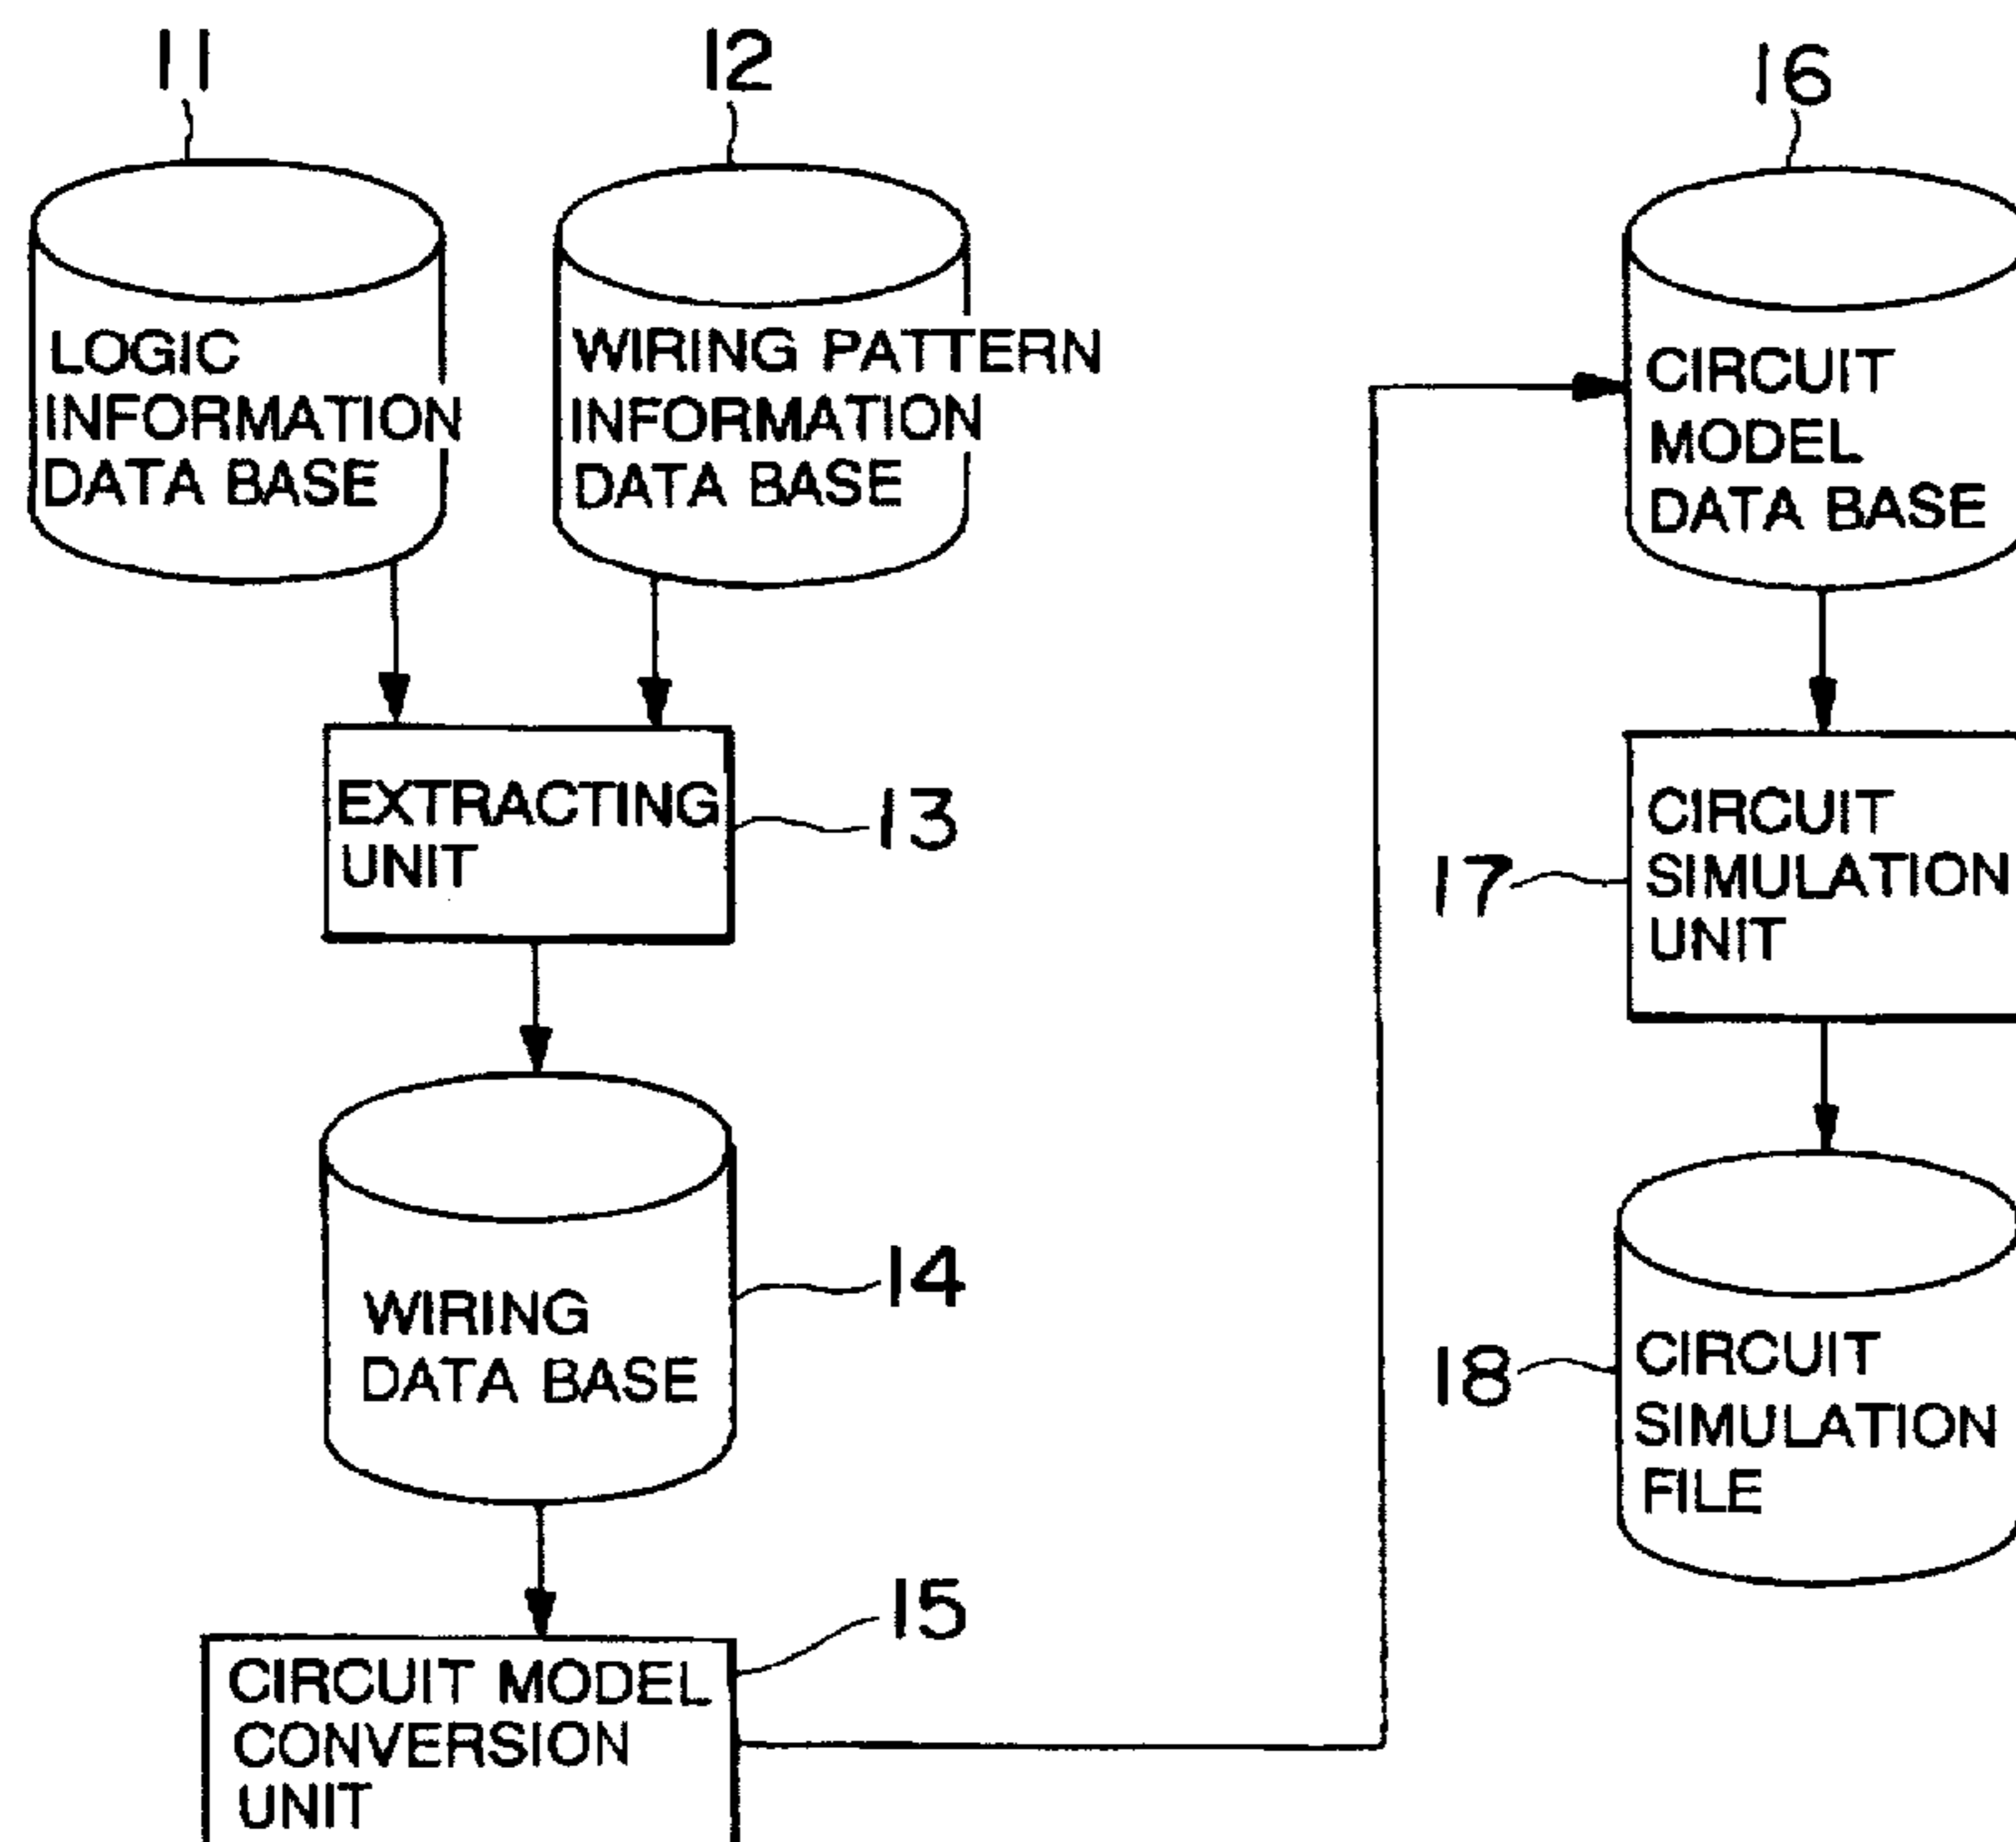 11
LOGIC
INFORMATION
DATA BASE
12
WIRING PATTERN
INFORMATION
DATA BASE
EXTRACTING
UNIT
13
WIRING
DATA BASE
14
15
CIRCUIT MODEL
CONVERSION
UNIT
16
CIRCUIT
MODEL
DATA BASE
17
CIRCUIT
SIMULATION
UNIT
18
CIRCUIT
SIMULATION
FILE